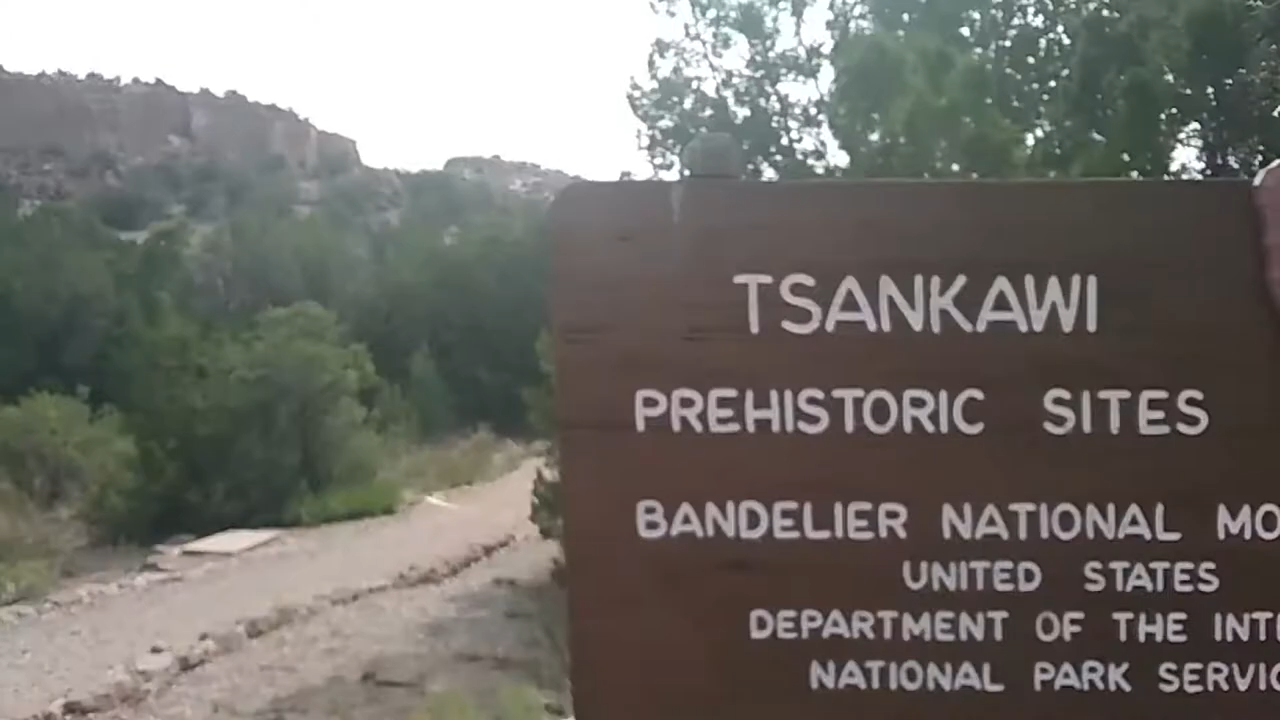 TSANKAWI
PREHISTORIC SITES
BANDELIER NATIONAL MO
UNITED STATES
DEPARTMENT OF THE INT
NATIONAL PARK SERVIC